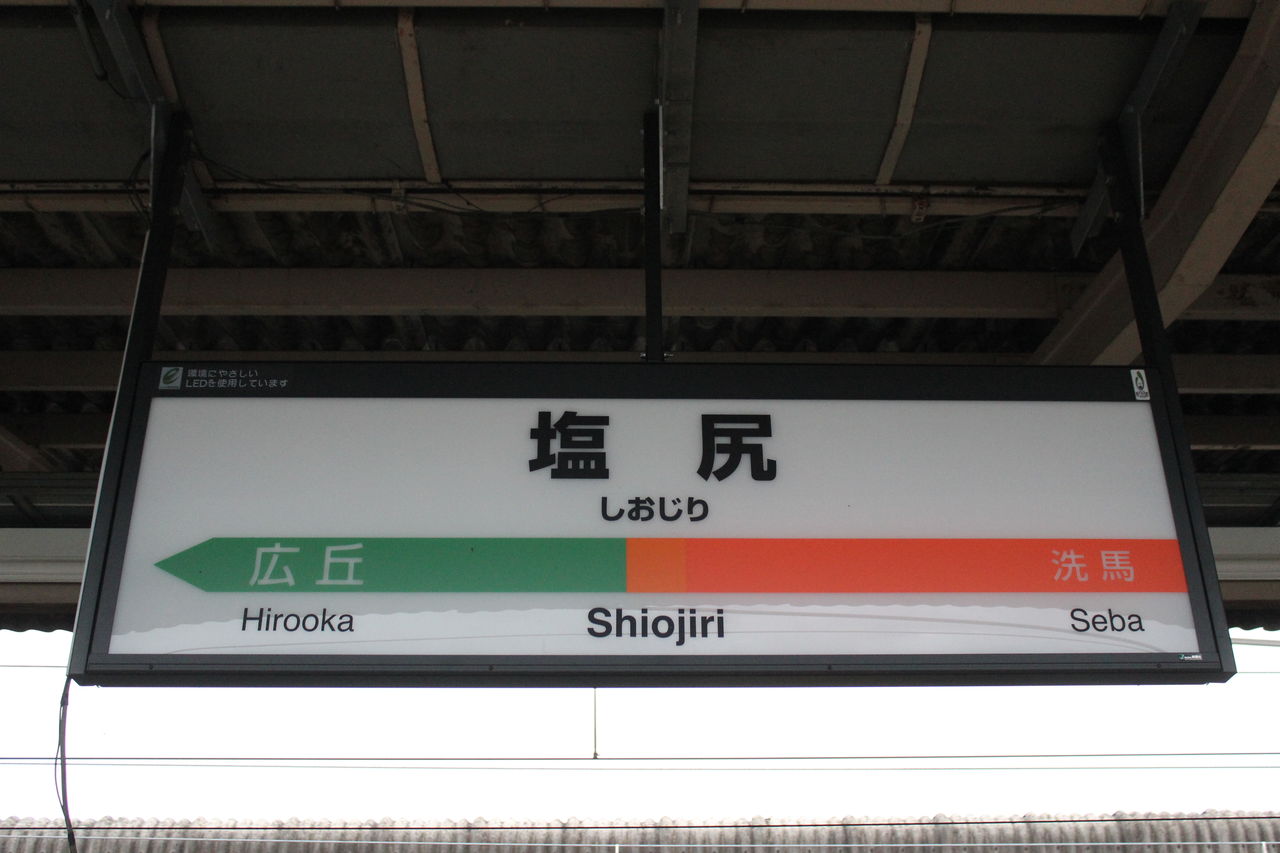 環境にやさしい
LEDを使用しています
塩尻
しおじり
広丘 洗馬
Hirooka Shiojiri Seba